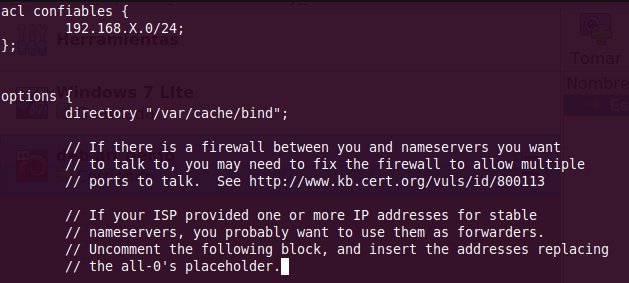 acl confiables {
192.168.X.0/24;
};
Herramientas
Tomar
Windows 7 LIte
Nombre
options {
directory "/var/cache/bind";
// If there is a firewall between you and nameservers you want
// to talk to, you may need to fix the firewall to allow multiple
// ports to talk.  See http://www.kb.cert.org/vuls/id/800113
// If your ISP provided one or more IP addresses for stable
// nameservers, you probably want to use them as forwarders.
// Uncomment the following block, and insert the addresses replacing
// the all-0's placeholder.